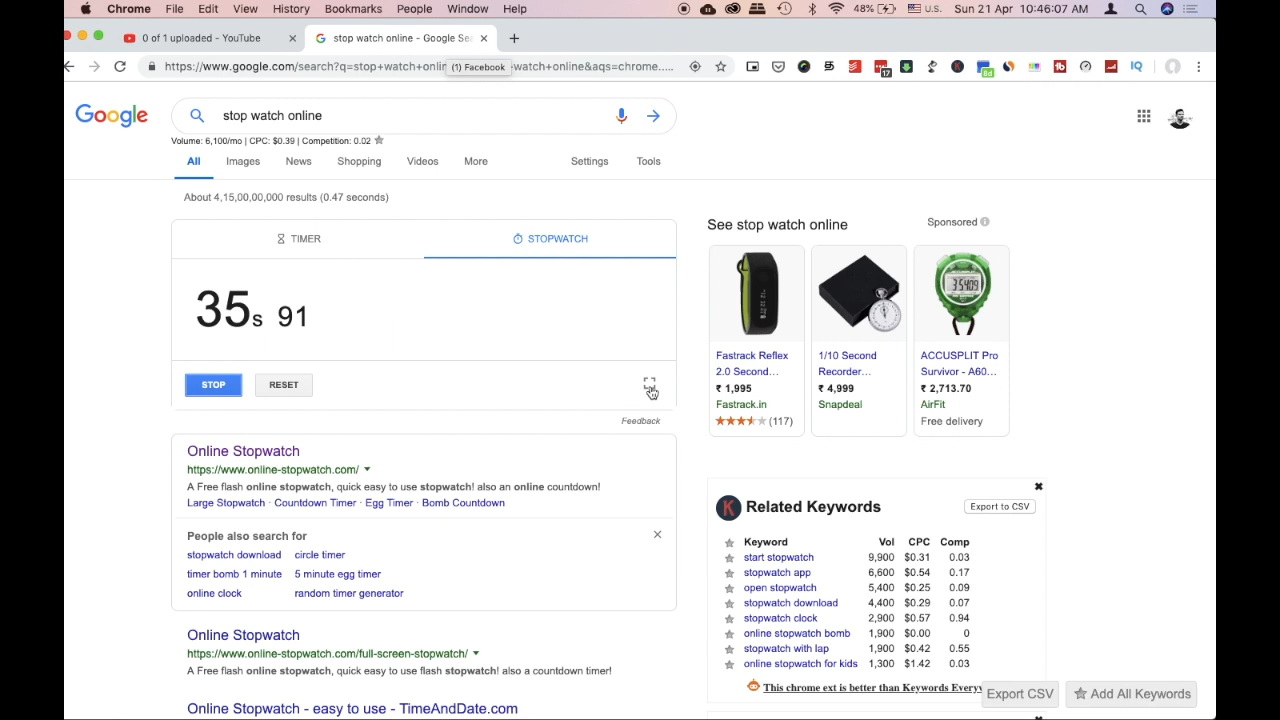 Chrome File Edit View History Bookmarks People Window Help 48% U.S. Sun 21 Apr 10:46:07 AM
0 of 1 uploaded - YouTube × stop watch online - Google Sea × +
https://www.google.com/search?q=stop+watch+onlin watch+online&aqs=chrome..... 17 8d IQ
(1) Facebook
Google stop watch online
Volume: 6,100/mo | CPC: $0.39 | Competition: 0.02
All Images News Shopping Videos More Settings Tools
About 4,15,00,00,000 results (0.47 seconds)
TIMER STOPWATCH
35s 91
STOP RESET
Feedback
Online Stopwatch
https://www.online-stopwatch.com/
A Free flash online stopwatch, quick easy to use stopwatch! also an online countdown!
Large Stopwatch · Countdown Timer · Egg Timer · Bomb Countdown
People also search for
stopwatch download circle timer
timer bomb 1 minute 5 minute egg timer
online clock random timer generator
Online Stopwatch
https://www.online-stopwatch.com/full-screen-stopwatch/
A Free flash online stopwatch, quick easy to use flash stopwatch! also a countdown timer!
Online Stopwatch - easy to use - TimeAndDate.com
See stop watch online Sponsored
Fastrack Reflex
2.0 Second...
₹ 1,995
Fastrack.in
(117)
1/10 Second
Recorder...
₹ 4,999
Snapdeal
ACCUSPLIT Pro
Survivor - A60...
₹ 2,713.70
AirFit
Free delivery
Related Keywords Export to CSV
Keyword Vol CPC Comp
start stopwatch 9,900 $0.31 0.03
stopwatch app 6,600 $0.54 0.17
open stopwatch 5,400 $0.25 0.09
stopwatch download 4,400 $0.29 0.07
stopwatch clock 2,900 $0.57 0.94
online stopwatch bomb 1,900 $0.00 0
stopwatch with lap 1,900 $0.42 0.55
online stopwatch for kids 1,300 $1.42 0.03
This chrome ext is better than Keywords Everyw
Export CSV Add All Keywords